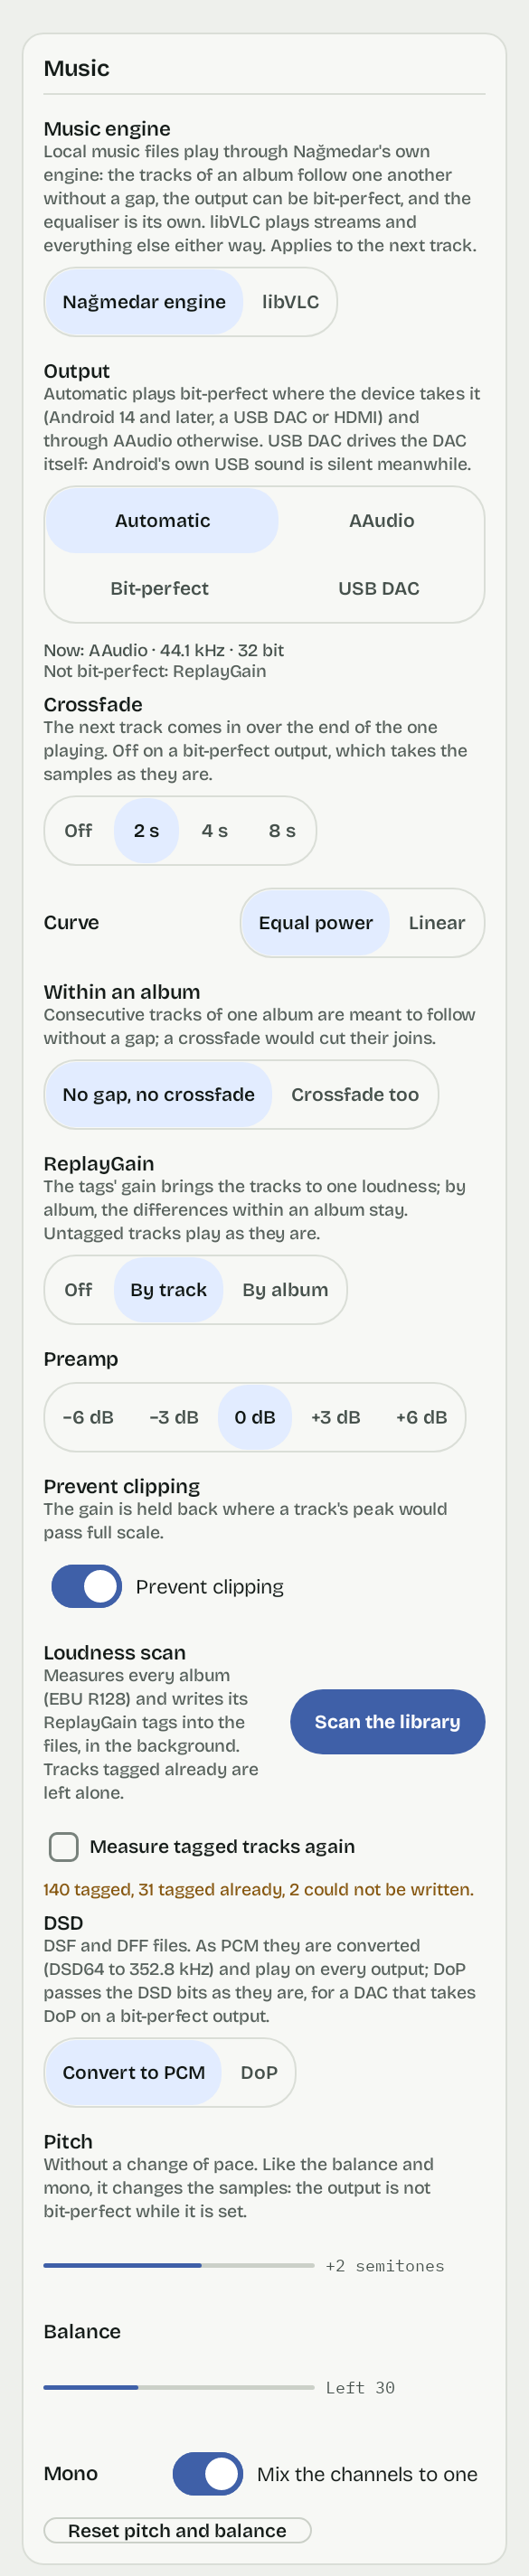 Music
Music engine
Local music files play through Nağmedar's own
engine: the tracks of an album follow one another
without a gap, the output can be bit-perfect, and the
equaliser is its own. libVLC plays streams and
everything else either way. Applies to the next track.
Nağmedar engine libVLC
Output
Automatic plays bit-perfect where the device takes it
(Android 14 and later, a USB DAC or HDMI) and
through AAudio otherwise. USB DAC drives the DAC
itself: Android's own USB sound is silent meanwhile.
Automatic AAudio
Bit-perfect USB DAC
Now: AAudio · 44.1 kHz · 32 bit
Not bit-perfect: ReplayGain
Crossfade
The next track comes in over the end of the one
playing. Off on a bit-perfect output, which takes the
samples as they are.
Off 2 s 4 s 8 s
Curve Equal power Linear
Within an album
Consecutive tracks of one album are meant to follow
without a gap; a crossfade would cut their joins.
No gap, no crossfade Crossfade too
ReplayGain
The tags' gain brings the tracks to one loudness; by
album, the differences within an album stay.
Untagged tracks play as they are.
Off By track By album
Preamp
−6 dB −3 dB 0 dB +3 dB +6 dB
Prevent clipping
The gain is held back where a track's peak would
pass full scale.
Prevent clipping
Loudness scan
Measures every album
(EBU R128) and writes its
ReplayGain tags into the
files, in the background.
Tracks tagged already are
left alone.
Scan the library
Measure tagged tracks again
140 tagged, 31 tagged already, 2 could not be written.
DSD
DSF and DFF files. As PCM they are converted
(DSD64 to 352.8 kHz) and play on every output; DoP
passes the DSD bits as they are, for a DAC that takes
DoP on a bit-perfect output.
Convert to PCM DoP
Pitch
Without a change of pace. Like the balance and
mono, it changes the samples: the output is not
bit-perfect while it is set.
+2 semitones
Balance
Left 30
Mono Mix the channels to one
Reset pitch and balance